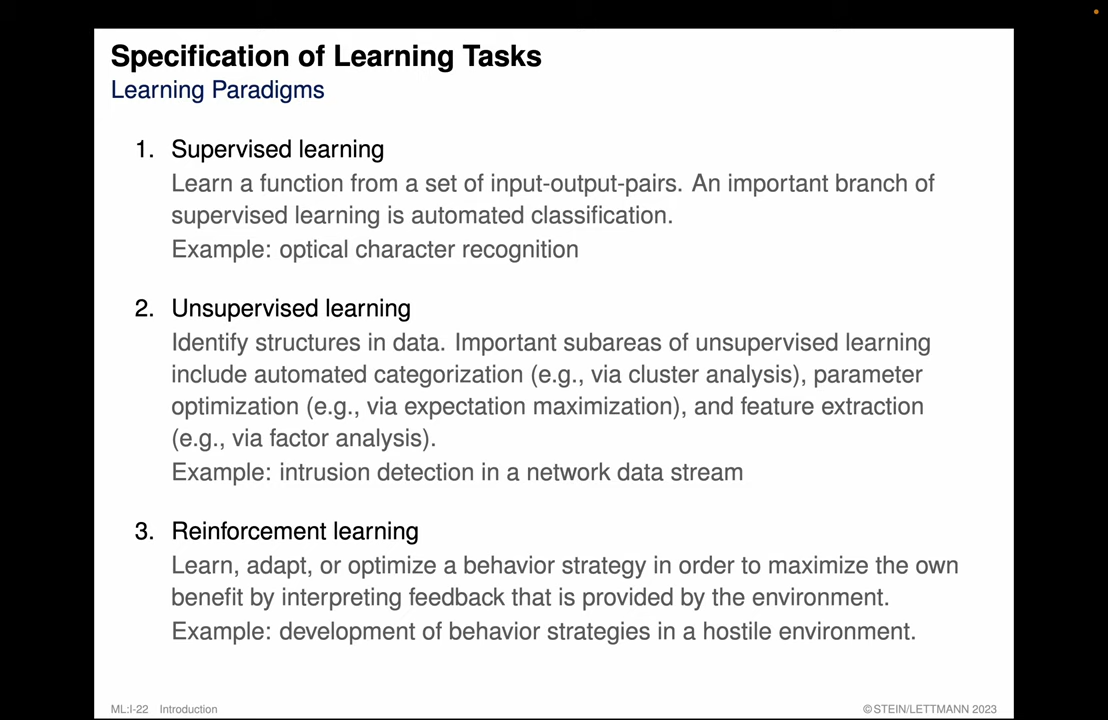 Specification of Learning Tasks
Learning Paradigms
1. Supervised learning
Learn a function from a set of input-output-pairs. An important branch of
supervised learning is automated classification.
Example: optical character recognition
2. Unsupervised learning
Identify structures in data. Important subareas of unsupervised learning
include automated categorization (e.g., via cluster analysis), parameter
optimization (e.g., via expectation maximization), and feature extraction
(e.g., via factor analysis).
Example: intrusion detection in a network data stream
3. Reinforcement learning
Learn, adapt, or optimize a behavior strategy in order to maximize the own
benefit by interpreting feedback that is provided by the environment.
Example: development of behavior strategies in a hostile environment.
ML:I-22 Introduction
©STEIN/LETTMANN 2023